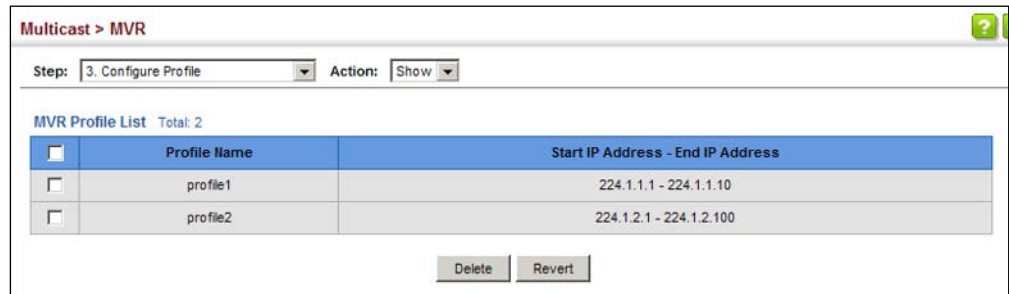 Multicast > MVR
?
Step: 3. Configure Profile Action: Show
MVR Profile List Total: 2
Profile Name Start IP Address - End IP Address
profile1 224.1.1.1 - 224.1.1.10
profile2 224.1.2.1 - 224.1.2.100
Delete Revert